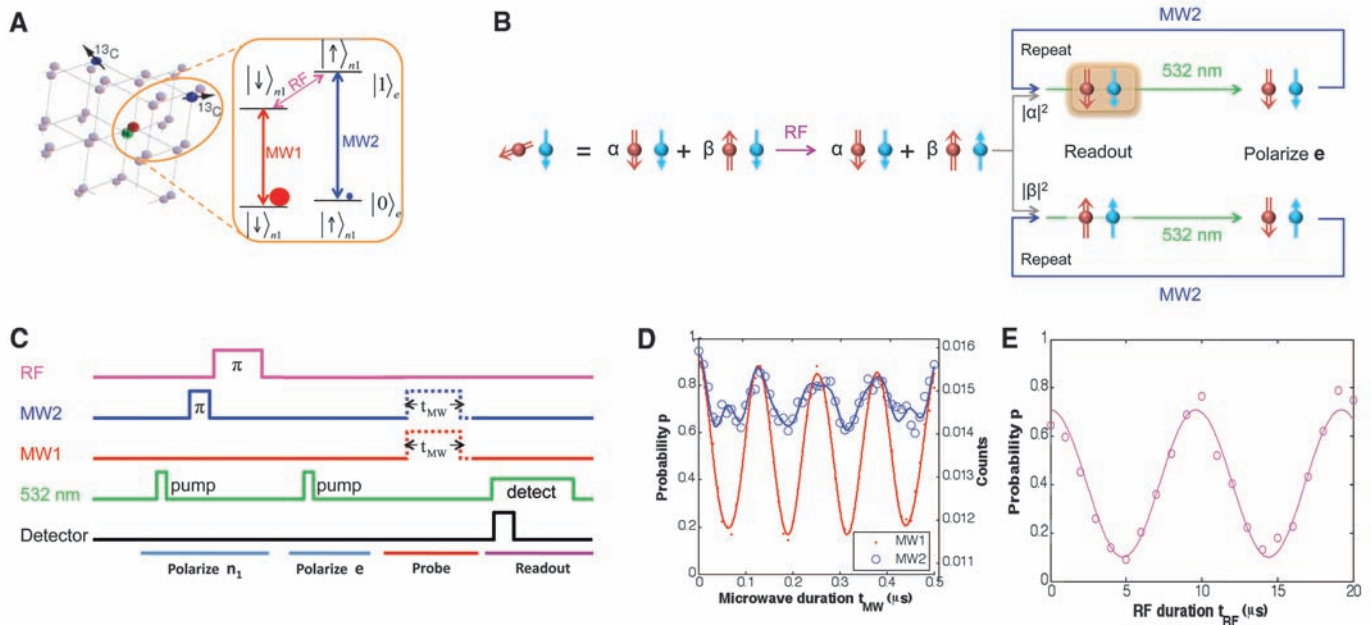 A
13C
13C
|↓⟩n1
RF
|↑⟩n1
|1⟩e
MW1
MW2
|0⟩e
|↓⟩n1
|↑⟩n1
B
MW2
Repeat
532 nm
|α|²
Readout
Polarize e
= α + β RF α + β
|β|²
532 nm
Repeat
MW2
C
RF
π
MW2
π
tMW
MW1
tMW
532 nm
pump
pump
detect
Detector
Polarize n1
Polarize e
Probe
Readout
D
Probability p
1
0.8
0.6
0.4
0.2
0
0.016
0.015
0.015
0.014
0.013
0.012
0.012
0.011
Counts
MW1
MW2
0 0.1 0.2 0.3 0.4 0.5
Microwave duration tMW (μs)
E
Probability p
1
0.8
0.6
0.4
0.2
0
0 5 10 15 20
RF duration tRF (μs)